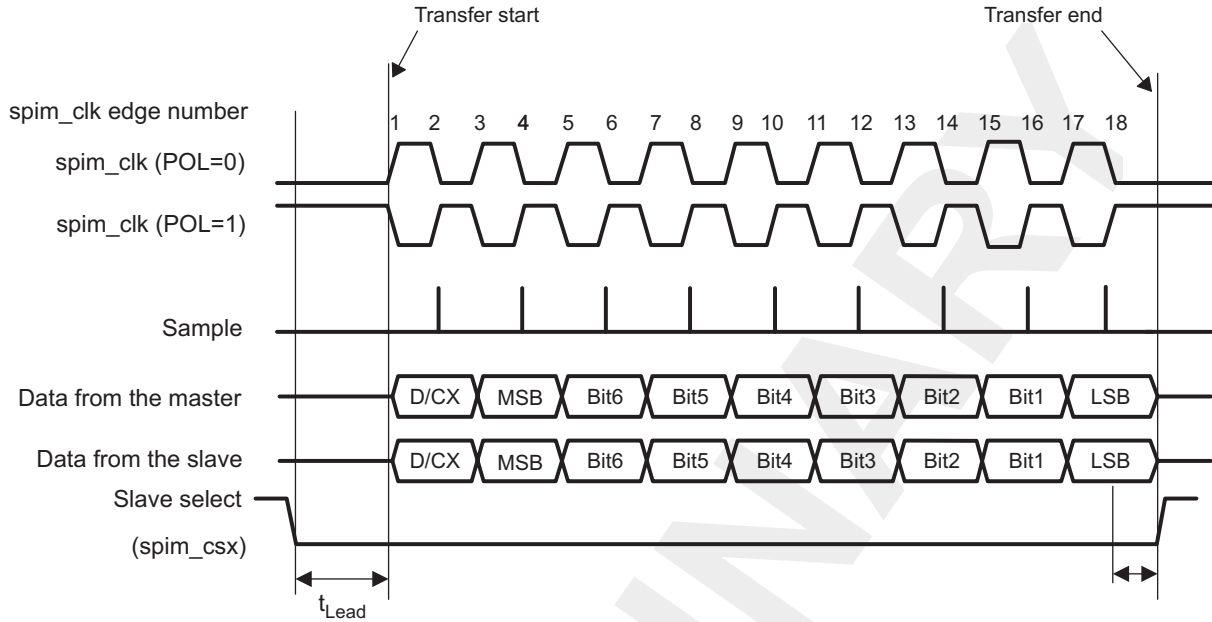 Transfer start
Transfer end
spim_clk edge number
1 2 3 4 5 6 7 8 9 10 11 12 13 14 15 16 17 18
spim_clk (POL=0)
spim_clk (POL=1)
Sample
Data from the master
D/CX MSB Bit6 Bit5 Bit4 Bit3 Bit2 Bit1 LSB
Data from the slave
D/CX MSB Bit6 Bit5 Bit4 Bit3 Bit2 Bit1 LSB
Slave select
(spim_csx)
tLead